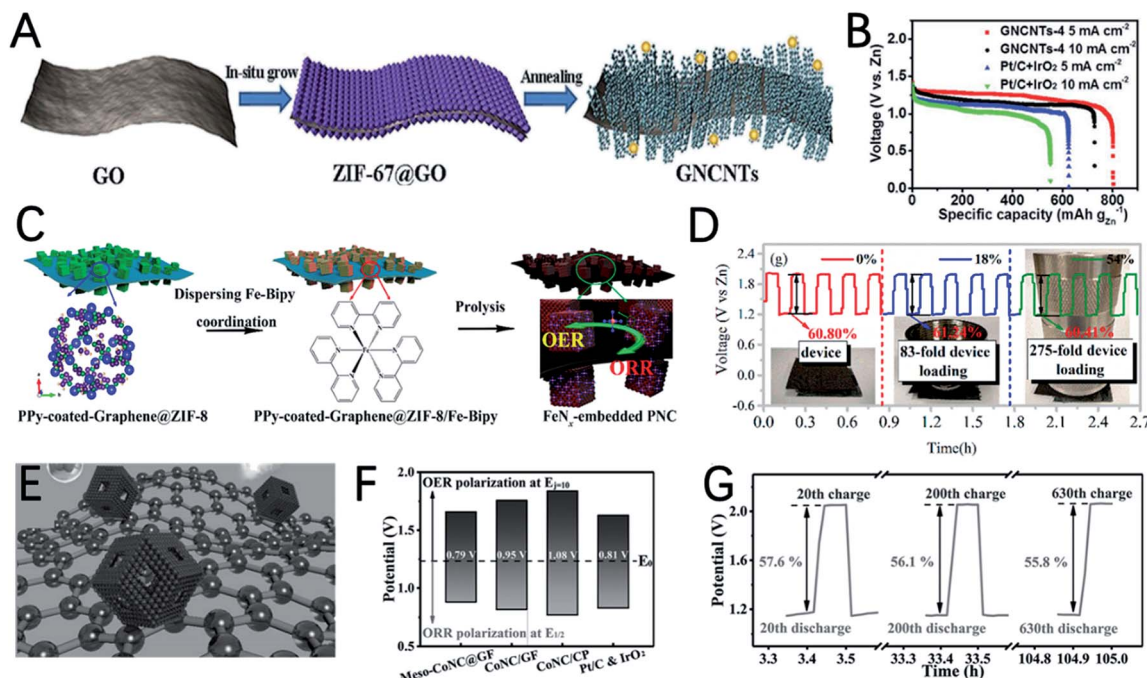 A
In-situ grow
Annealing
GO
ZIF-67@GO
GNCNTs
B
GNCNTs-4 5 mA cm-2
GNCNTs-4 10 mA cm-2
Pt/C+IrO2 5 mA cm-2
Pt/C+IrO2 10 mA cm-2
Voltage (V vs. Zn)
2.0
1.5
1.0
0.5
0.0
0 200 400 600 800
Specific capacity (mAh gZn-1)
C
Dispersing Fe-Bipy
coordination
Prolysis
Fe
OER
ORR
PPy-coated-Graphene@ZIF-8
PPy-coated-Graphene@ZIF-8/Fe-Bipy
FeNx-embedded PNC
D
(g)
0%
18%
54%
Voltage (V vs Zn)
3.0
2.4
1.8
1.2
0.6
0.0
-0.6
60.80%
61.24%
60.41%
device
83-fold device
loading
275-fold device
loading
0.0 0.3 0.6 0.9 1.2 1.5 1.8 2.1 2.4 2.7
Time(h)
E
F
Potential (V)
2.0
1.5
1.0
0.5
OER polarization at Ej=10
0.79 V
0.95 V
1.08 V
0.81 V
E0
ORR polarization at E1/2
Meso-CoNC@GF
CoNC/GF
CoNC/CP
Pt/C & IrO2
G
Potential (V)
2.0
1.6
1.2
20th charge
200th charge
630th charge
57.6 %
56.1 %
55.8 %
20th discharge
200th discharge
630th discharge
3.3 3.4 3.5 33.3 33.4 33.5 104.8 104.9 105.0
Time (h)